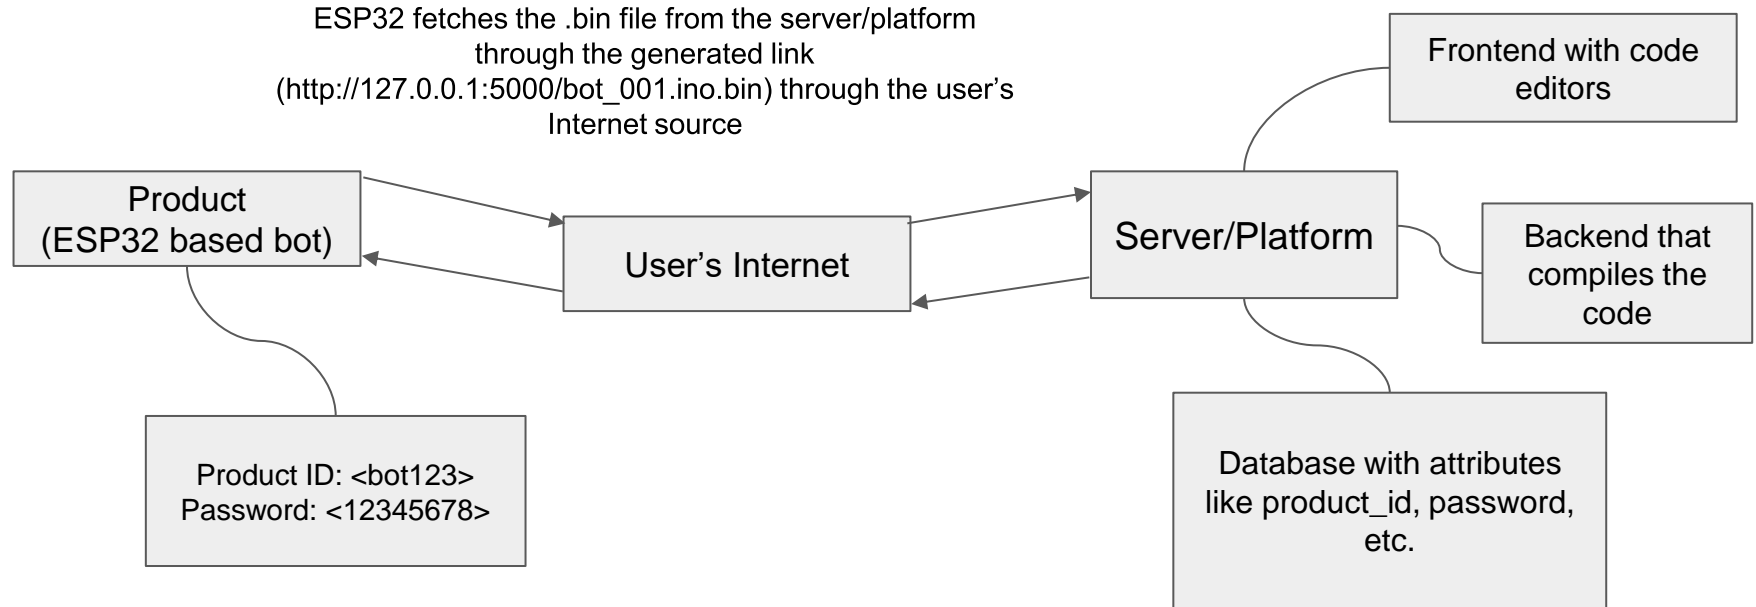 ESP32 fetches the .bin file from the server/platform
through the generated link
(http://127.0.0.1:5000/bot_001.ino.bin) through the user’s
Internet source
Frontend with code
editors
Product
(ESP32 based bot)
User’s Internet
Server/Platform
Backend that
compiles the
code
Product ID: <bot123>
Password: <12345678>
Database with attributes
like product_id, password,
etc.